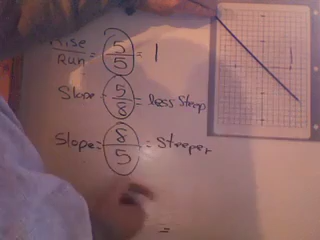 Rise/Run = 5/5 = 1
Slope 5/8 = less Steep
Slope = 8/5 = Steeper
=